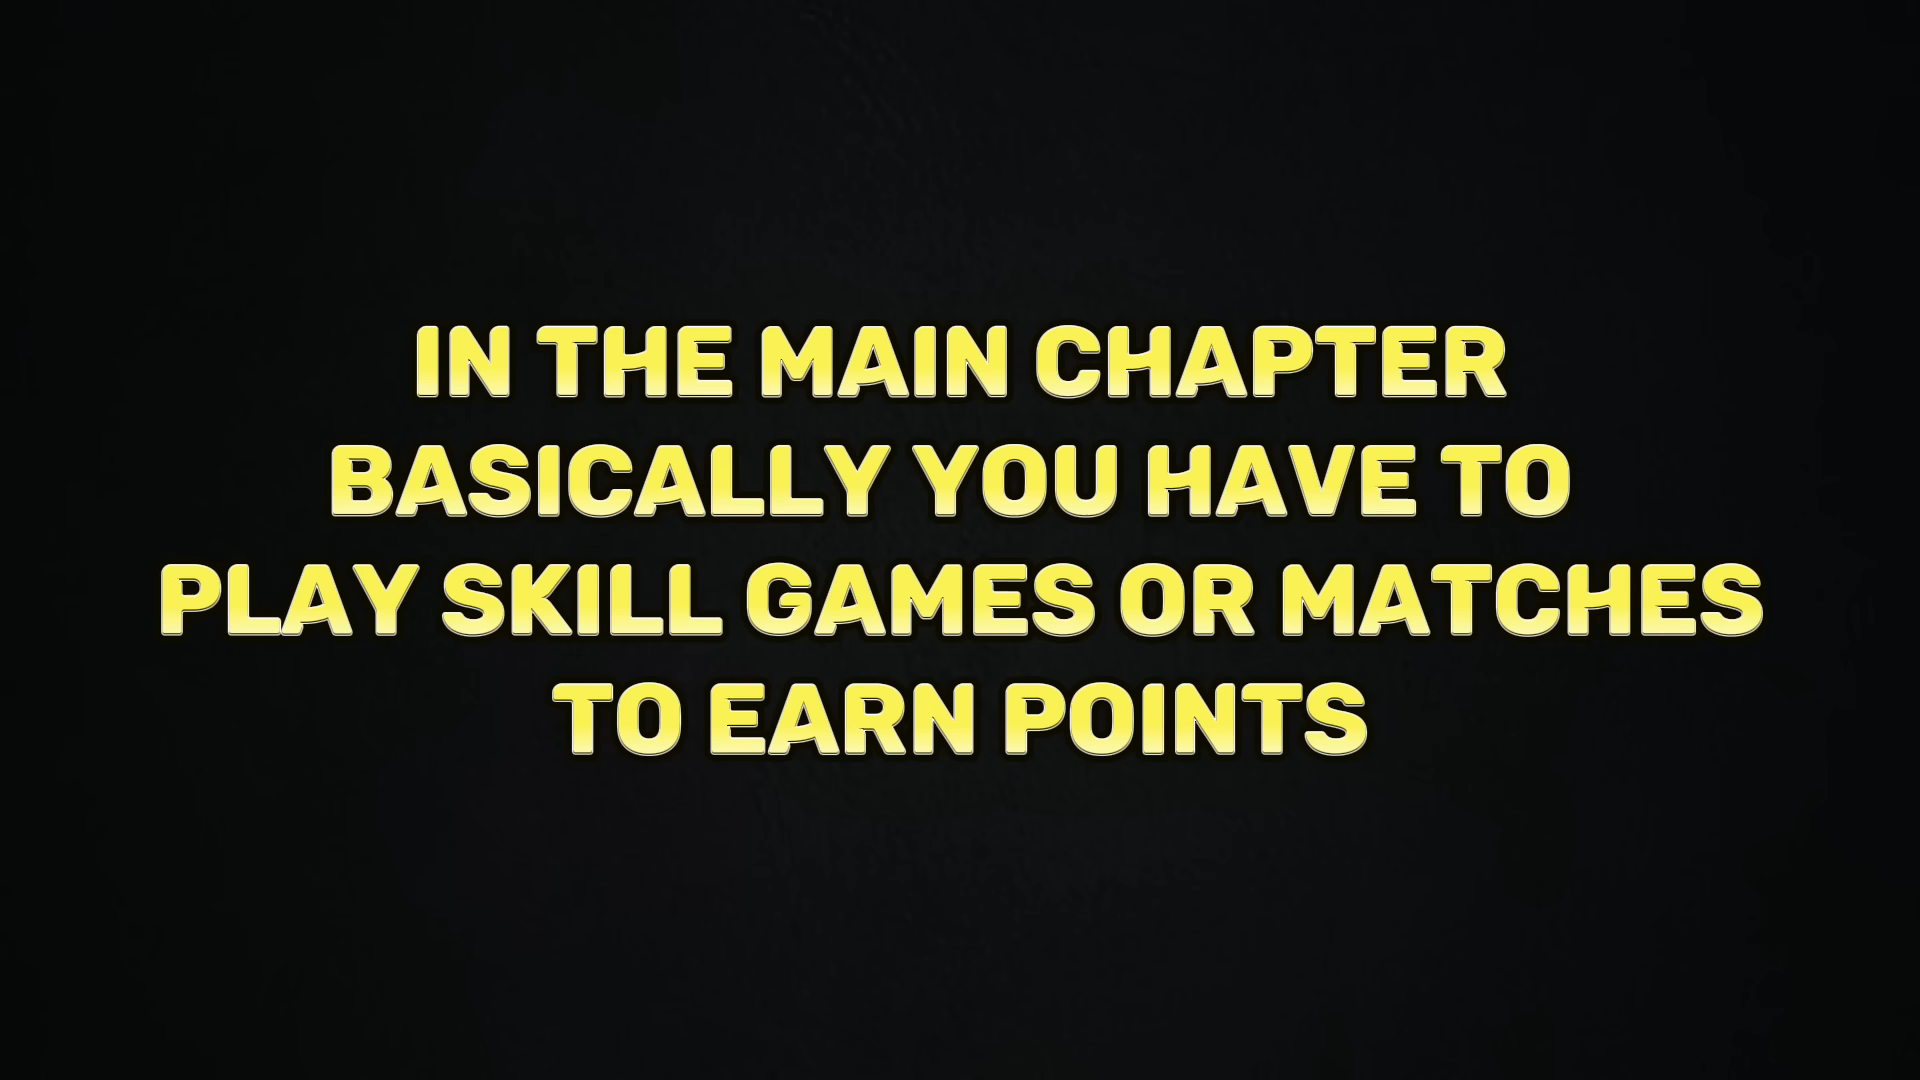 IN THE MAIN CHAPTER
BASICALLY YOU HAVE TO
PLAY SKILL GAMES OR MATCHES
TO EARN POINTS